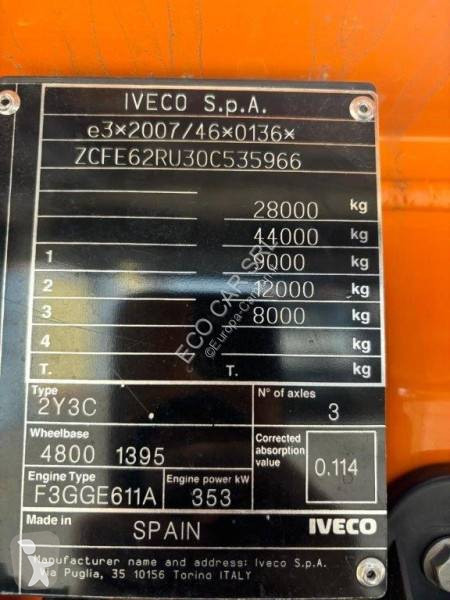 IVECO S.p.A.
e3*2007/46*0136*
ZCFE62RU30C535966
28000 kg
44000 kg
1 9000 kg
2 12000 kg
3 8000 kg
4 kg
T. T. kg
Type
2Y3C
N° of axles
3
Wheelbase
4800 1395
Corrected absorption value
0.114
Engine Type
F3GGE611A
Engine power kW
353
Made in
SPAIN
IVECO
Manufacturer name and address: Iveco S.p.A.
Via Puglia, 35 10156 Torino ITALY
ECO CAR SRL